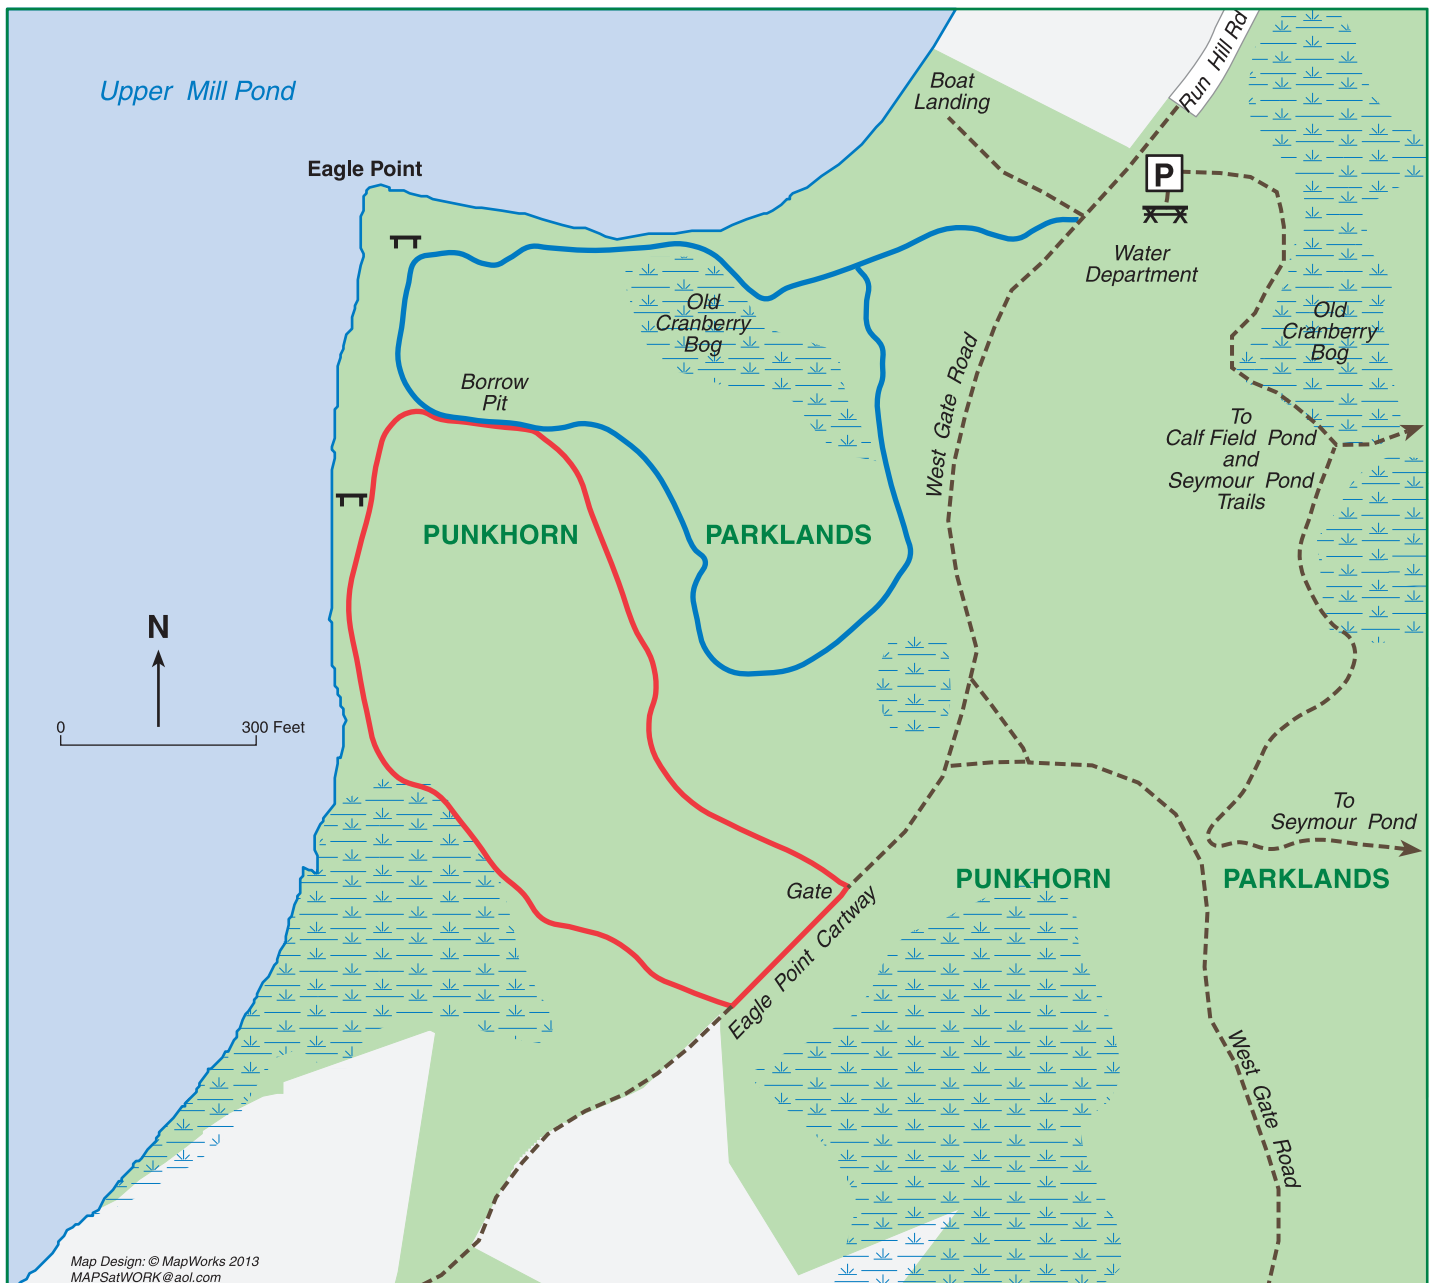 Run Hill Rd
Boat
Landing
Upper Mill Pond
Eagle Point
P
Water
Department
Old
Cranberry
Bog
Old
Cranberry
Bog
West Gate Road
Borrow
Pit
To
Calf Field Pond
and
Seymour Pond
Trails
PUNKHORN PARKLANDS
N
0 300 Feet
To
Seymour Pond
Gate
PUNKHORN PARKLANDS
Eagle Point Cartway
West Gate Road
Map Design: © MapWorks 2013
MAPSatWORK@aol.com